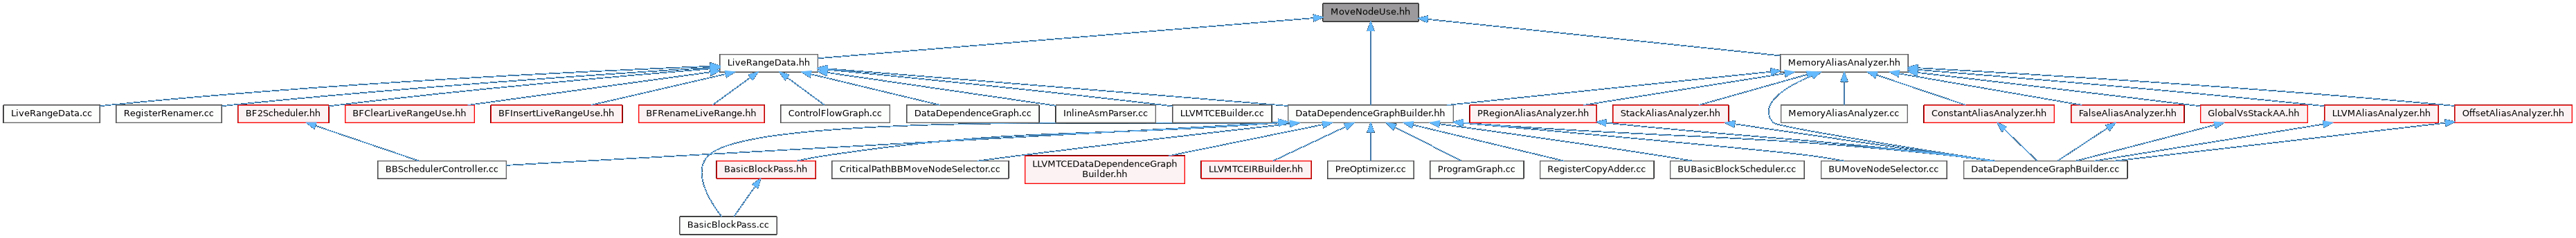 MoveNodeUse.hh
LiveRangeData.hh
MemoryAliasAnalyzer.hh
LiveRangeData.cc
RegisterRenamer.cc
BF2Scheduler.hh
BFClearLiveRangeUse.hh
BFInsertLiveRangeUse.hh
BFRenameLiveRange.hh
ControlFlowGraph.cc
DataDependenceGraph.cc
InlineAsmParser.cc
LLVMTCEBuilder.cc
DataDependenceGraphBuilder.hh
PRegionAliasAnalyzer.hh
StackAliasAnalyzer.hh
MemoryAliasAnalyzer.cc
ConstantAliasAnalyzer.hh
FalseAliasAnalyzer.hh
GlobalVsStackAA.hh
LLVMAliasAnalyzer.hh
OffsetAliasAnalyzer.hh
BBSchedulerController.cc
BasicBlockPass.hh
CriticalPathBBMoveNodeSelector.cc
LLVMTCEDataDependenceGraph
Builder.hh
LLVMTCEIRBuilder.hh
PreOptimizer.cc
ProgramGraph.cc
RegisterCopyAdder.cc
BUBasicBlockScheduler.cc
BUMoveNodeSelector.cc
DataDependenceGraphBuilder.cc
BasicBlockPass.cc